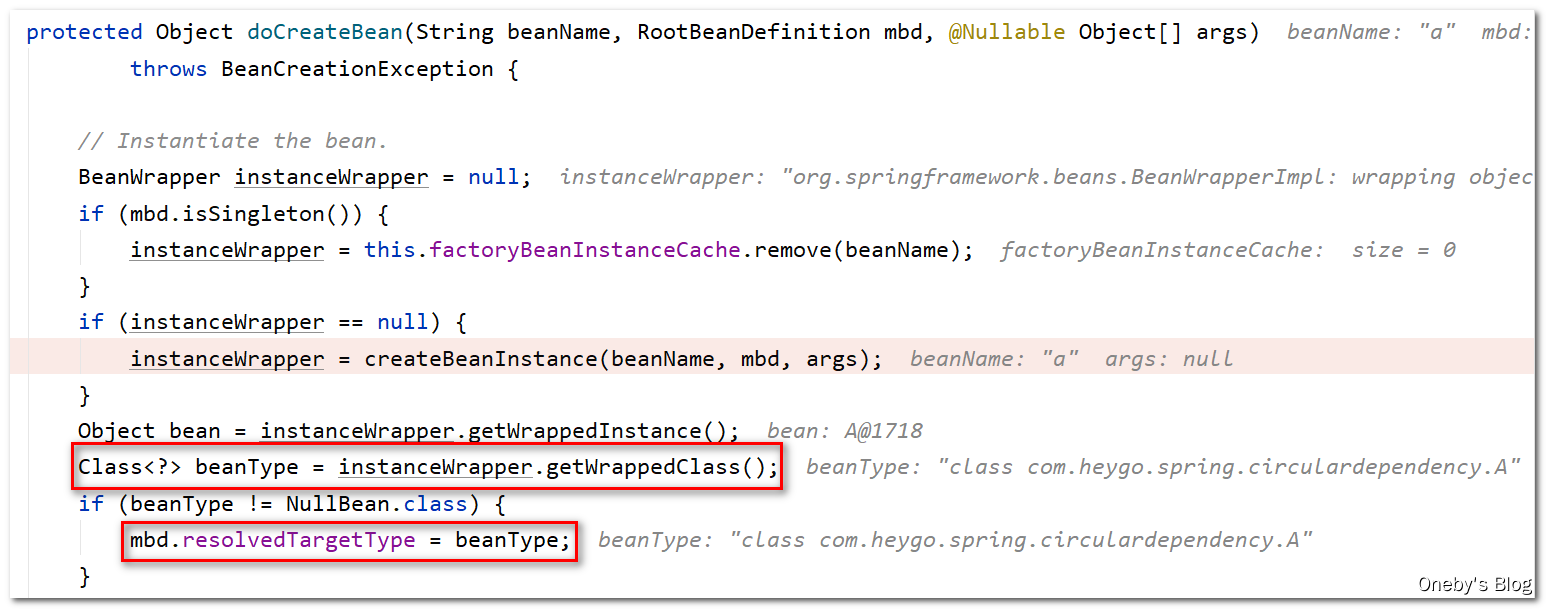 protected Object doCreateBean(String beanName, RootBeanDefinition mbd, @Nullable Object[] args)  beanName: "a"  mbd:
throws BeanCreationException {
// Instantiate the bean.
BeanWrapper instanceWrapper = null;  instanceWrapper: "org.springframework.beans.BeanWrapperImpl: wrapping objec
if (mbd.isSingleton()) {
instanceWrapper = this.factoryBeanInstanceCache.remove(beanName);  factoryBeanInstanceCache:  size = 0
}
if (instanceWrapper == null) {
instanceWrapper = createBeanInstance(beanName, mbd, args);  beanName: "a"  args: null
}
Object bean = instanceWrapper.getWrappedInstance();  bean: A@1718
Class<?> beanType = instanceWrapper.getWrappedClass();  beanType: "class com.heygo.spring.circulardependency.A"
if (beanType != NullBean.class) {
mbd.resolvedTargetType = beanType;  beanType: "class com.heygo.spring.circulardependency.A"
}
Oneby's Blog